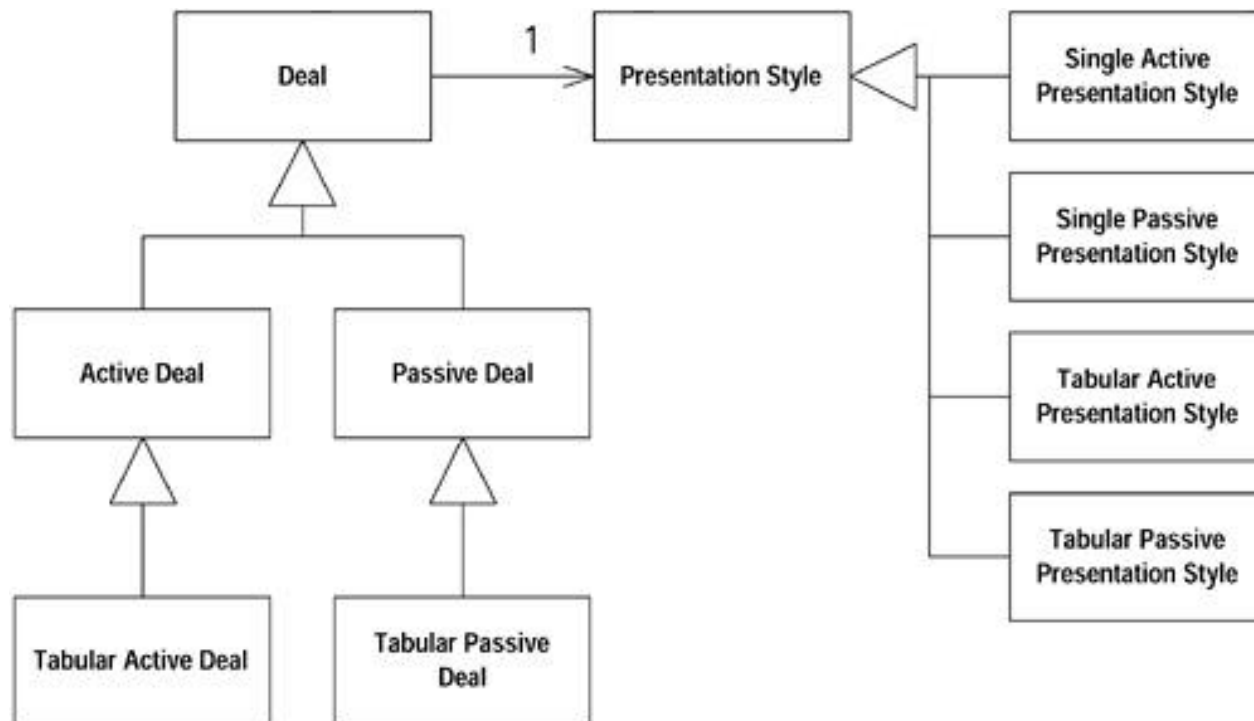 Deal
1
Presentation Style
Single Active
Presentation Style
Single Passive
Presentation Style
Active Deal
Passive Deal
Tabular Active
Presentation Style
Tabular Passive
Presentation Style
Tabular Active Deal
Tabular Passive
Deal